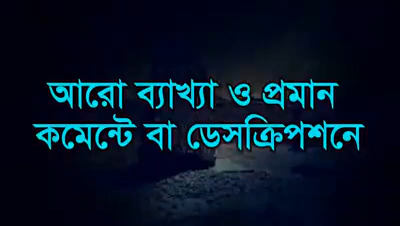 আরো ব্যাখ্যা ও প্রমান
কমেন্টে বা ডেসক্রিপশনে